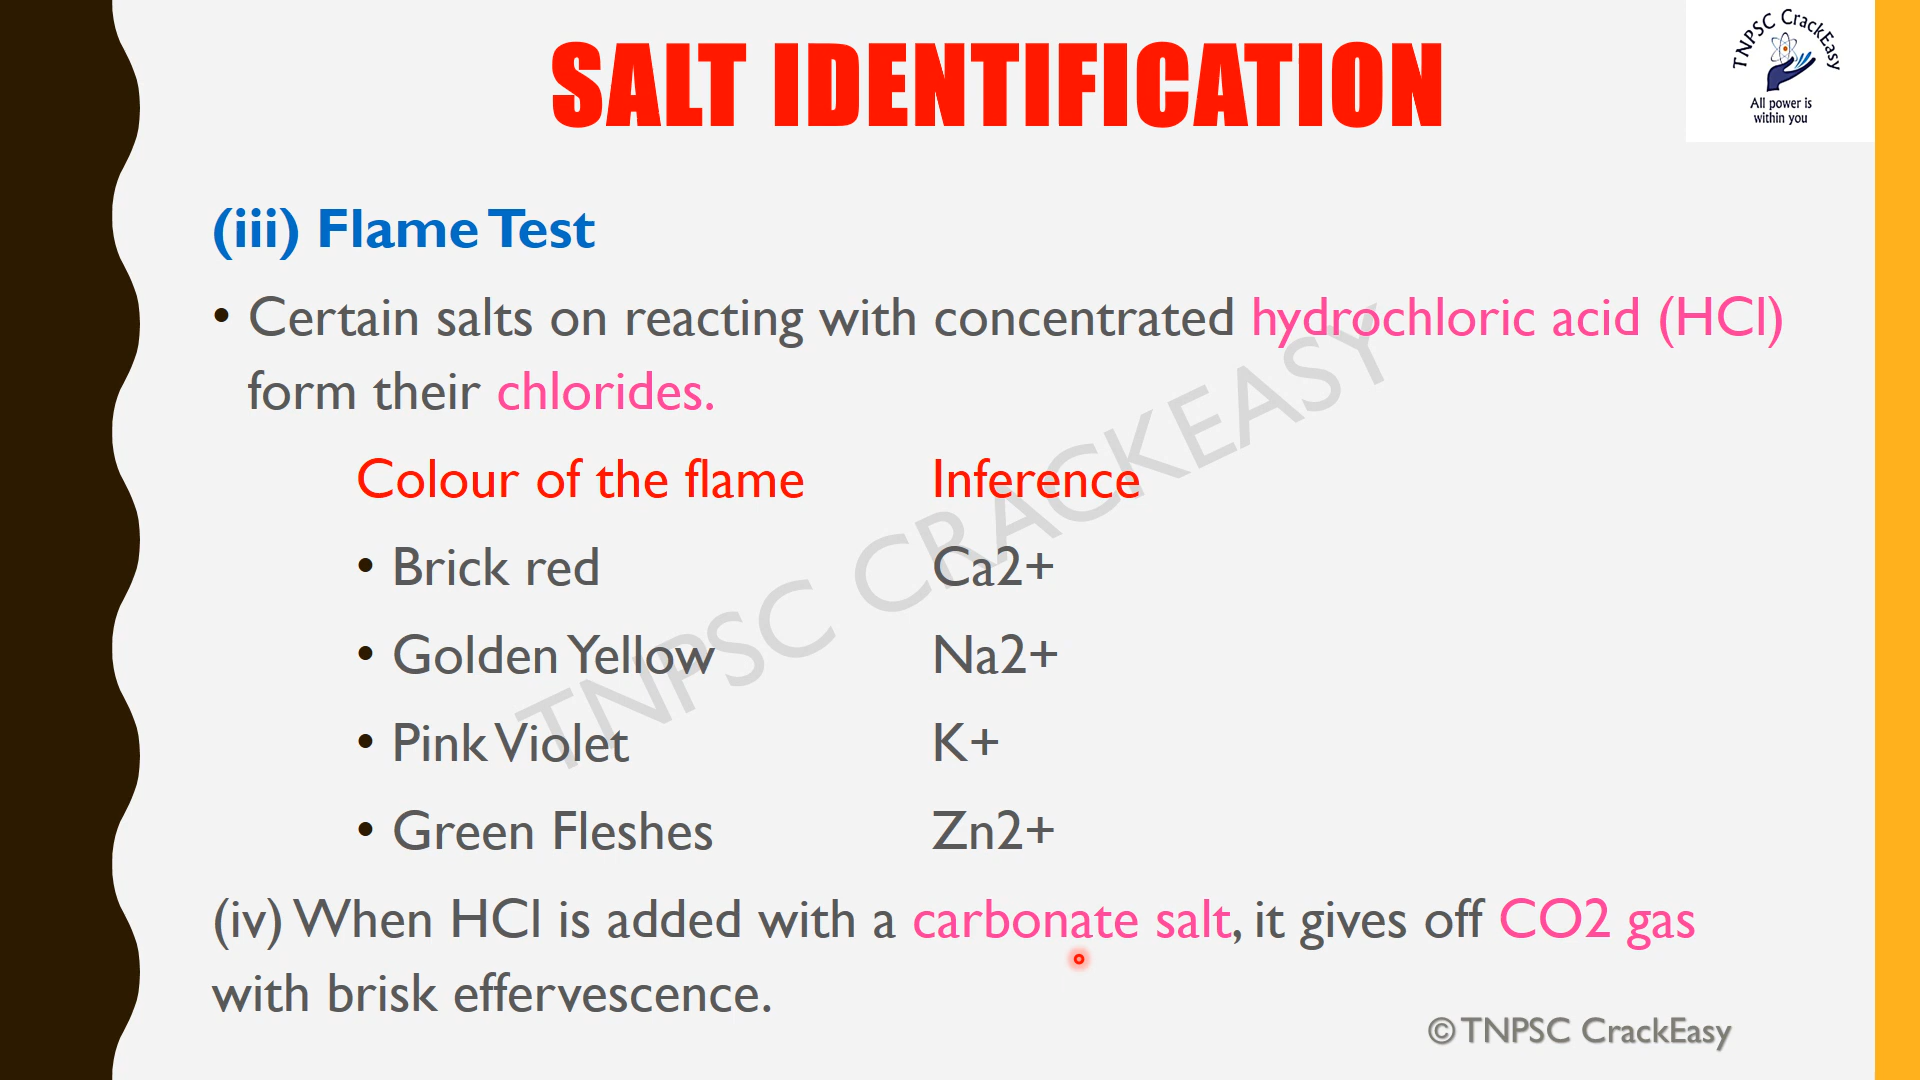 SALT IDENTIFICATION
TNPSC CrackEasy
All power is
within you
(iii) Flame Test
• Certain salts on reacting with concentrated hydrochloric acid (HCl)
form their chlorides.
Colour of the flame Inference
• Brick red Ca2+
• Golden Yellow Na2+
• Pink Violet K+
• Green Fleshes Zn2+
(iv) When HCl is added with a carbonate salt, it gives off CO2 gas
with brisk effervescence.
TNPSC CRACKEASY
© TNPSC CrackEasy